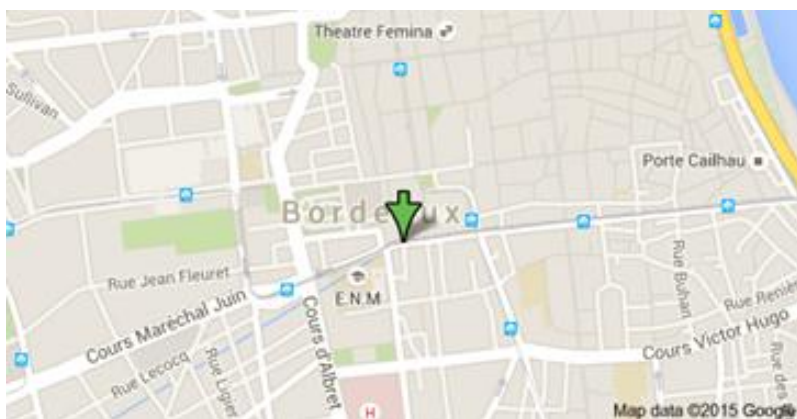 Theatre Femina
Sullivan
Porte Cailhau
Bordeaux
Rue Jean Fleuret
E.N.M
Rue Buhan
Cours Maréchal Juin
Cours d'Albret
Rue Renière
Cours Victor Hugo
Rue Lecocq
Rue Ligier
Rue des
H
Map data ©2015 Google